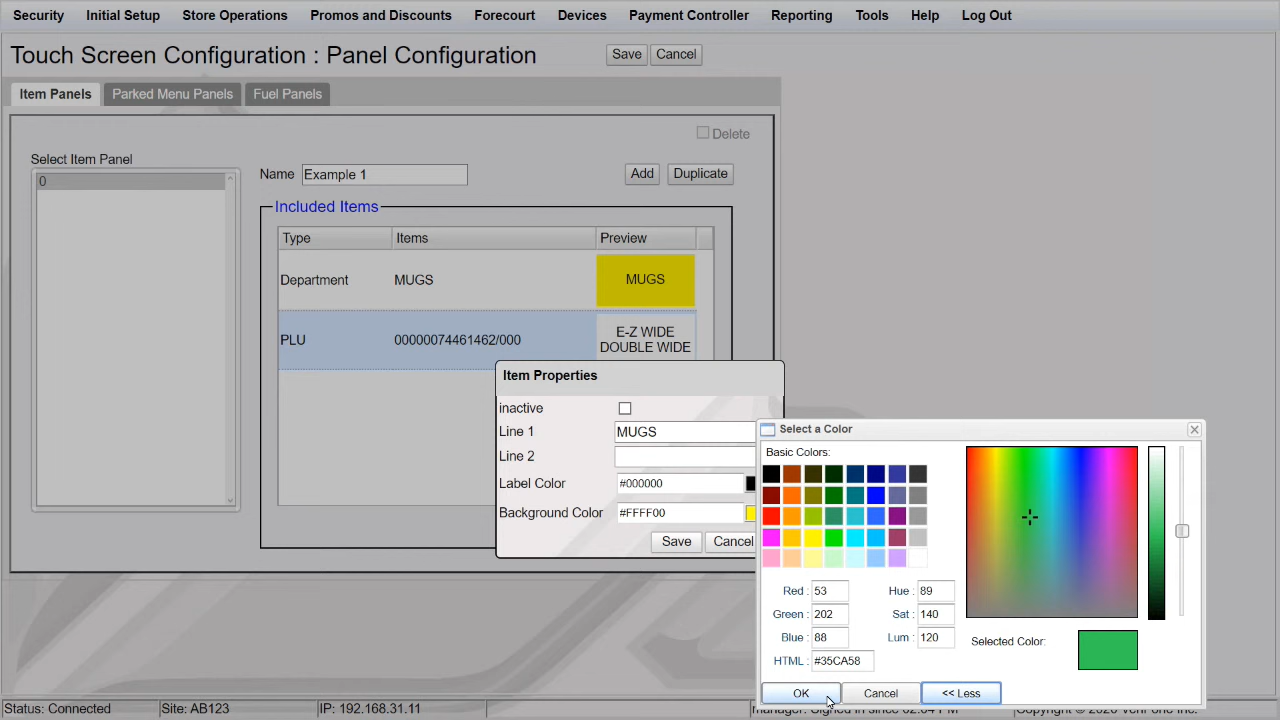 Security Initial Setup Store Operations Promos and Discounts Forecourt Devices Payment Controller Reporting Tools Help Log Out
Touch Screen Configuration : Panel Configuration Save Cancel
Item Panels Parked Menu Panels Fuel Panels
Delete
Select Item Panel
0
Name Example 1 Add Duplicate
Included Items
Type Items Preview
Department MUGS MUGS
PLU 00000074461462/000 E-Z WIDE
DOUBLE WIDE
Item Properties
inactive
Line 1 MUGS
Line 2
Label Color #000000
Background Color #FFFF00
Save Cancel
Select a Color
Basic Colors:
Red : 53 Hue : 89
Green : 202 Sat : 140
Blue : 88 Lum : 120
HTML : #35CA58
Selected Color:
OK Cancel << Less
Status: Connected Site: AB123 IP: 192.168.31.11